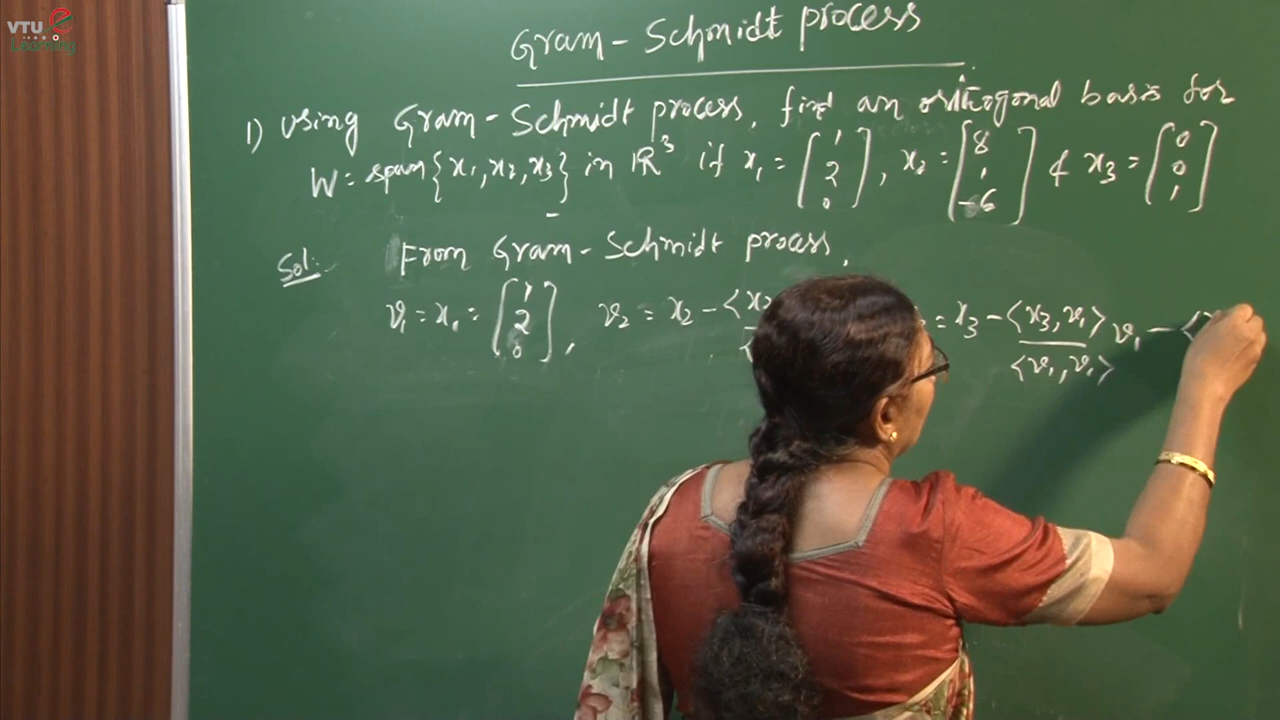 VTU e
Learning
Gram-Schmidt process
1) Using Gram-Schmidt process, find an orthogonal basis for
W = span{x₁, x₂, x₃} in ℝ³ if x₁ = [1 2 0], x₂ = [8 1 -6] & x₃ = [0 0 1]
Sol:- From Gram-Schmidt process,
v₁ = x₁ = [1 2 0], v₂ = x₂ - <x₂ = x₃ - <x₃, v₁>/<v₁, v₁> v₁ - <